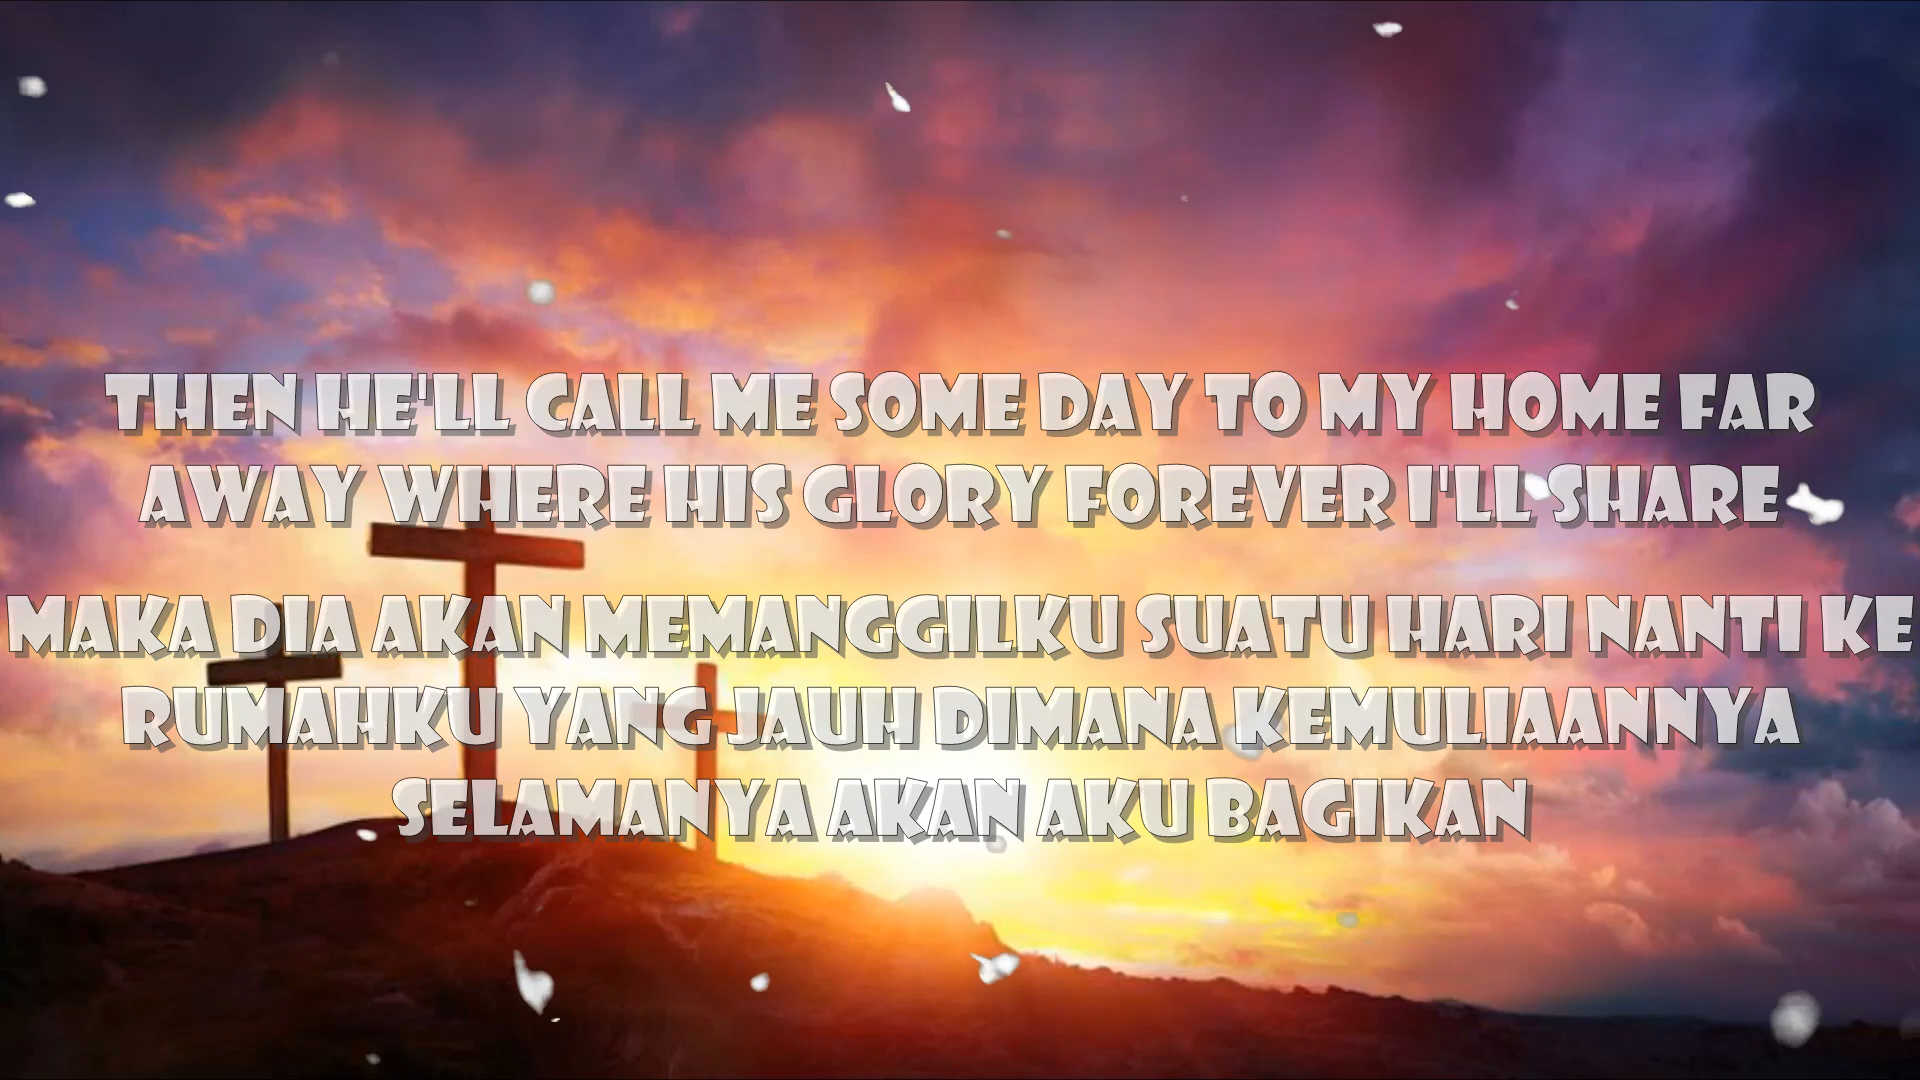 THEN HE'LL CALL ME SOME DAY TO MY HOME FAR
AWAY WHERE HIS GLORY FOREVER I'LL SHARE
MAKA DIA AKAN MEMANGGILKU SUATU HARI NANTI KE
RUMAHKU YANG JAUH DIMANA KEMULIAANNYA
SELAMANYA AKAN AKU BAGIKAN